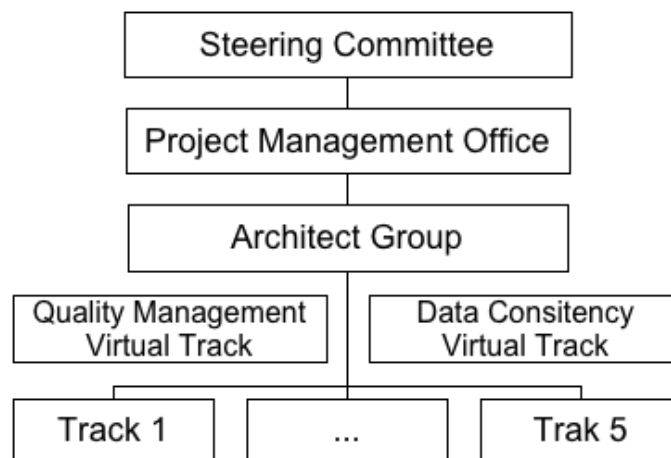 Steering Committee
Project Management Office
Architect Group
Quality Management
Virtual Track
Data Consitency
Virtual Track
Track 1
...
Trak 5